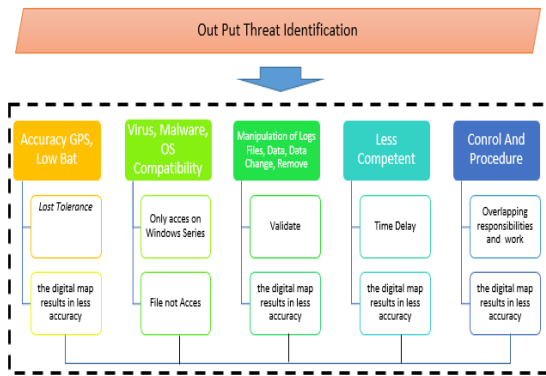 Out Put Threat Identification
Accuracy GPS,
Low Bat
Lost Tolerance
the digital map
results in less
accuracy
Virus, Malware,
OS
Compatibility
Only acces on
Windows Series
File not Acces
Manipulation of Logs
Files, Data, Data
Change, Remove
Validate
the digital map
results in less
accuracy
Less
Competent
Time Delay
the digital map
results in less
accuracy
Conrol And
Procedure
Overlapping
responsibilities
and work
the digital map
results in less
accuracy